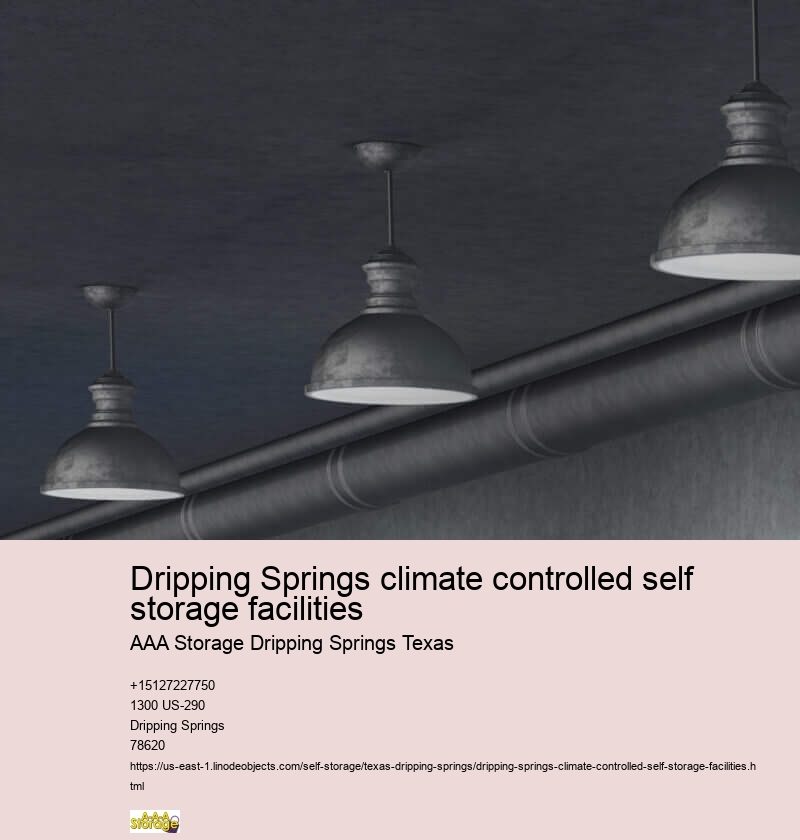 Dripping Springs climate controlled self
storage facilities
AAA Storage Dripping Springs Texas
+15127227750
1300 US-290
Dripping Springs
78620
https://us-east-1.linodeobjects.com/self-storage/texas-dripping-springs/dripping-springs-climate-controlled-self-storage-facilities.h
tml
AAA
Storage